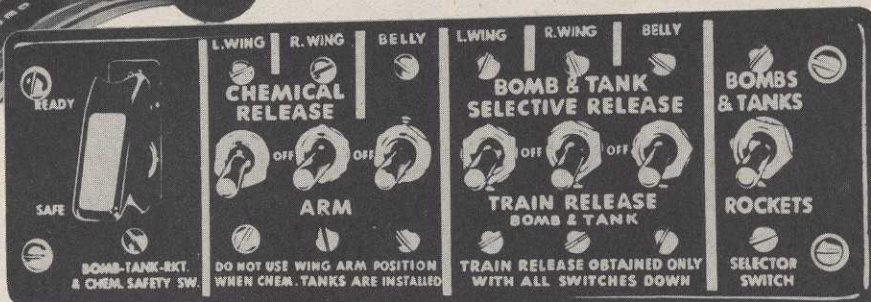 READY
SAFE
BOMB-TANK-RKT.
& CHEM. SAFETY SW.
L.WING R.WING BELLY
CHEMICAL
RELEASE
OFF OFF
ARM
DO NOT USE WING ARM POSITION
WHEN CHEM. TANKS ARE INSTALLED
L.WING R.WING BELLY
BOMB & TANK
SELECTIVE RELEASE
OFF OFF
TRAIN RELEASE
BOMB & TANK
TRAIN RELEASE OBTAINED ONLY
WITH ALL SWITCHES DOWN
BOMBS
& TANKS
ROCKETS
SELECTOR
SWITCH